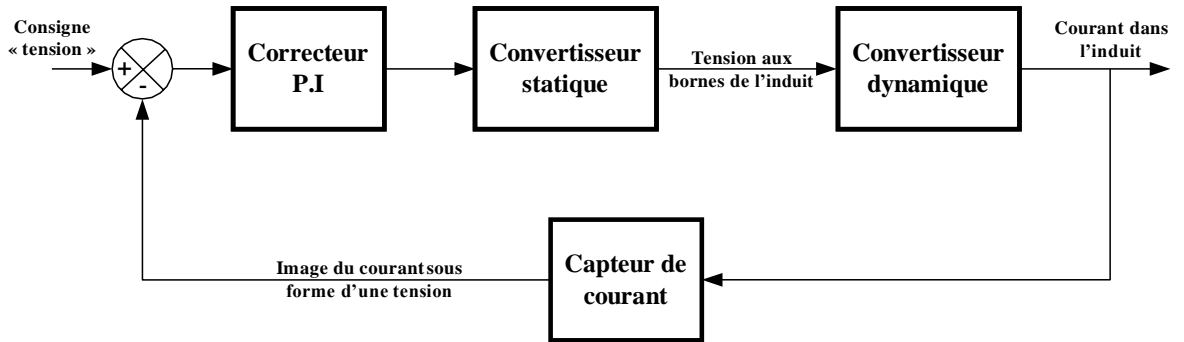 Consigne
« tension »
+
-
Correcteur
P.I
Convertisseur
statique
Tension aux
bornes de l'induit
Convertisseur
dynamique
Courant dans
l'induit
Image du courant sous
forme d'une tension
Capteur de
courant